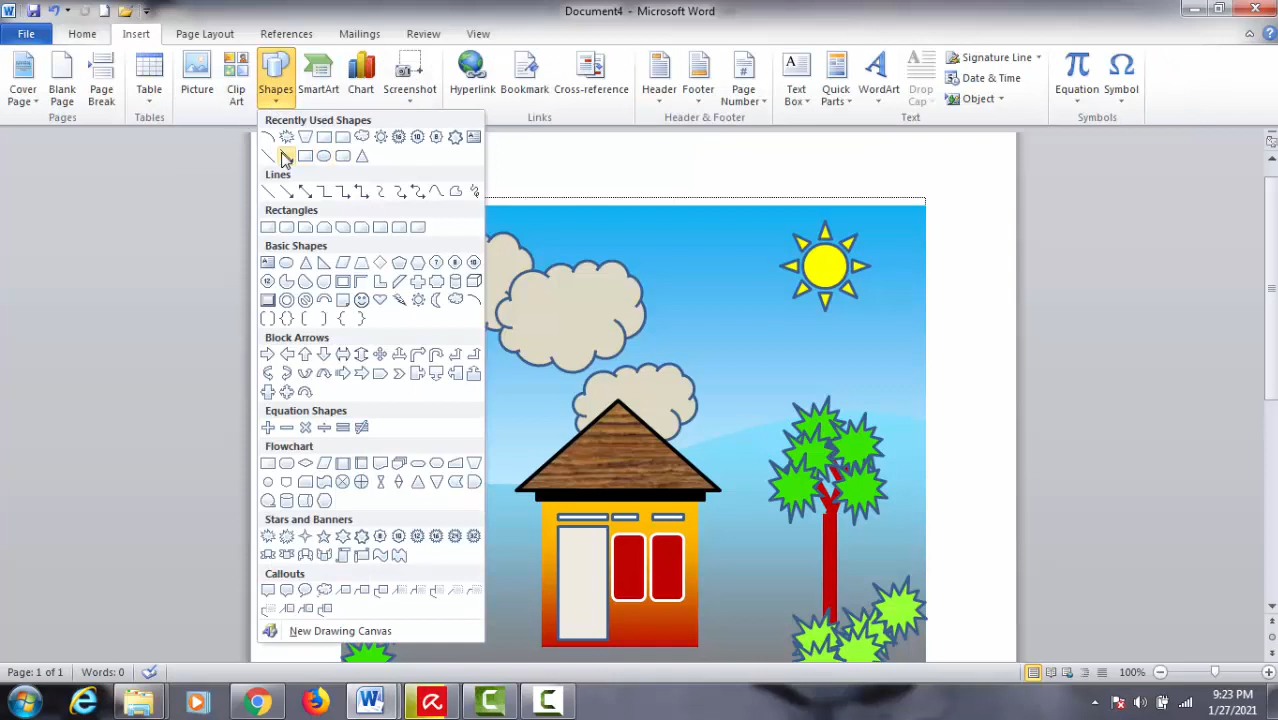 Document4 - Microsoft Word
File Home Insert Page Layout References Mailings Review View
Cover Page
Blank Page
Page Break
Table
Picture
Clip Art
Shapes
SmartArt
Chart
Screenshot
Hyperlink
Bookmark
Cross-reference
Header
Footer
Page Number
Text Box
Quick Parts
WordArt
Drop Cap
Signature Line
Date & Time
Object
Equation
Symbol
Pages Tables Links Header & Footer Text Symbols
Recently Used Shapes
Lines
Rectangles
Basic Shapes
Block Arrows
Equation Shapes
Flowchart
Stars and Banners
Callouts
New Drawing Canvas
Page: 1 of 1 Words: 0 100%
9:23 PM
1/27/2021